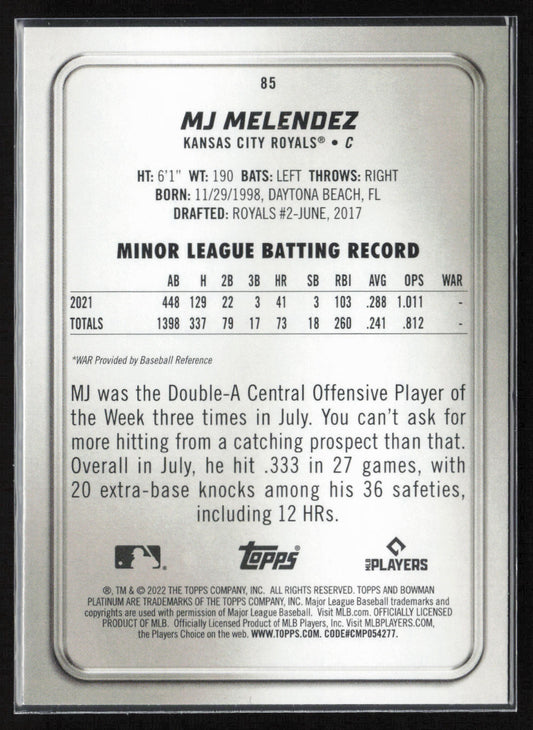 85
MJ MELENDEZ
KANSAS CITY ROYALS® • C
HT: 6'1" WT: 190 BATS: LEFT THROWS: RIGHT
BORN: 11/29/1998, DAYTONA BEACH, FL
DRAFTED: ROYALS #2-JUNE, 2017
MINOR LEAGUE BATTING RECORD
AB H 2B 3B HR SB RBI AVG OPS WAR
2021 448 129 22 3 41 3 103 .288 1.011 -
TOTALS 1398 337 79 17 73 18 260 .241 .812 -
*WAR Provided by Baseball Reference
MJ was the Double-A Central Offensive Player of
the Week three times in July. You can't ask for
more hitting from a catching prospect than that.
Overall in July, he hit .333 in 27 games, with
20 extra-base knocks among his 36 safeties,
including 12 HRs.
TOPPS®
MLB PLAYERS
®, TM & © 2022 THE TOPPS COMPANY, INC. ALL RIGHTS RESERVED. TOPPS AND BOWMAN
PLATINUM ARE TRADEMARKS OF THE TOPPS COMPANY, INC. Major League Baseball trademarks and
copyrights are used with permission of Major League Baseball. Visit MLB.com. OFFICIALLY LICENSED
PRODUCT OF MLB. Officially Licensed Product of MLB Players, Inc. Visit MLBPLAYERS.COM,
the Players Choice on the web. WWW.TOPPS.COM. CODE#CMP054277.